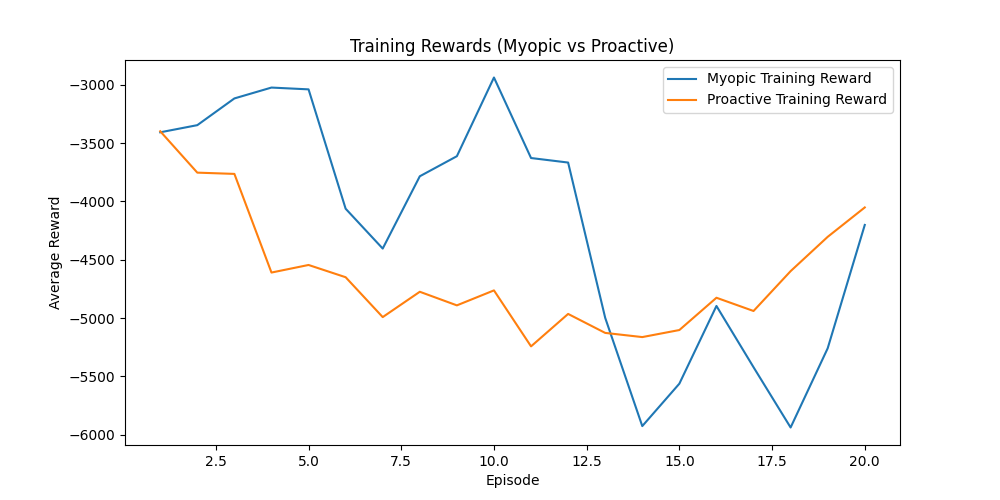 Training Rewards (Myopic vs Proactive)
Myopic Training Reward
Proactive Training Reward
Average Reward
−3000
−3500
−4000
−4500
−5000
−5500
−6000
2.5 5.0 7.5 10.0 12.5 15.0 17.5 20.0
Episode